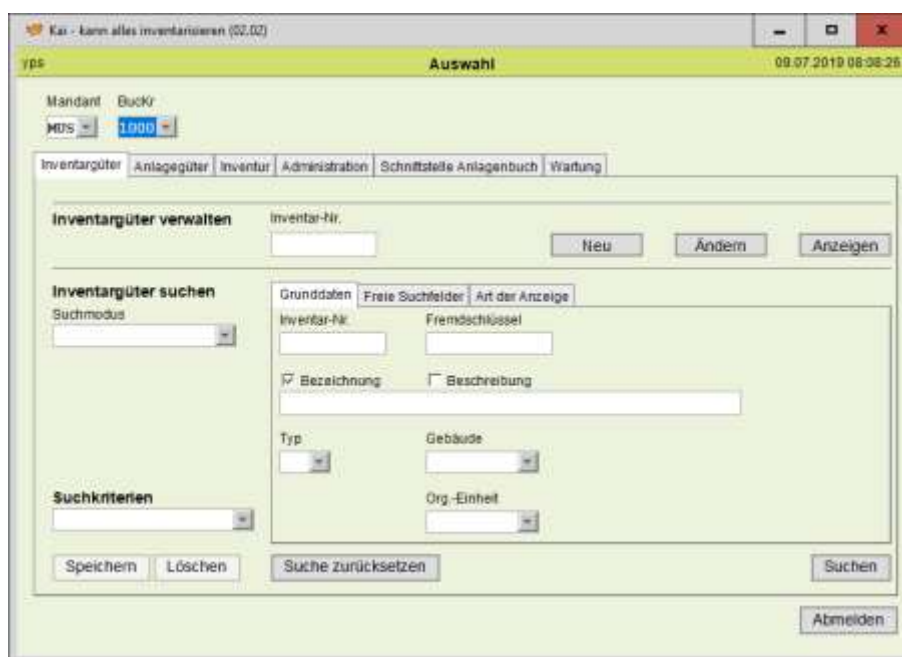 Kai - kann alles inventarisieren (02.02)
yps Auswahl 09.07.2019 08:08:26
Mandant BucKr
MDS 1000
Inventargüter Anlagegüter Inventur Administration Schnittstelle Anlagenbuch Wartung
Inventargüter verwalten Inventar-Nr.
Neu Ändern Anzeigen
Inventargüter suchen Grunddaten Freie Suchfelder Art der Anzeige
Suchmodus Inventar-Nr. Fremdschlüssel
Bezeichnung Beschreibung
Typ Gebäude
Suchkriterien Org.-Einheit
Speichern Löschen Suche zurücksetzen Suchen
Abmelden